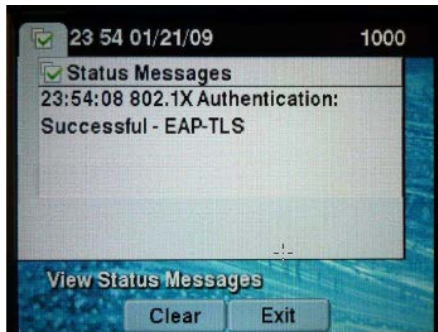 23 54 01/21/09 1000
Status Messages
23:54:08 802.1X Authentication:
Successful - EAP-TLS
View Status Messages
Clear Exit